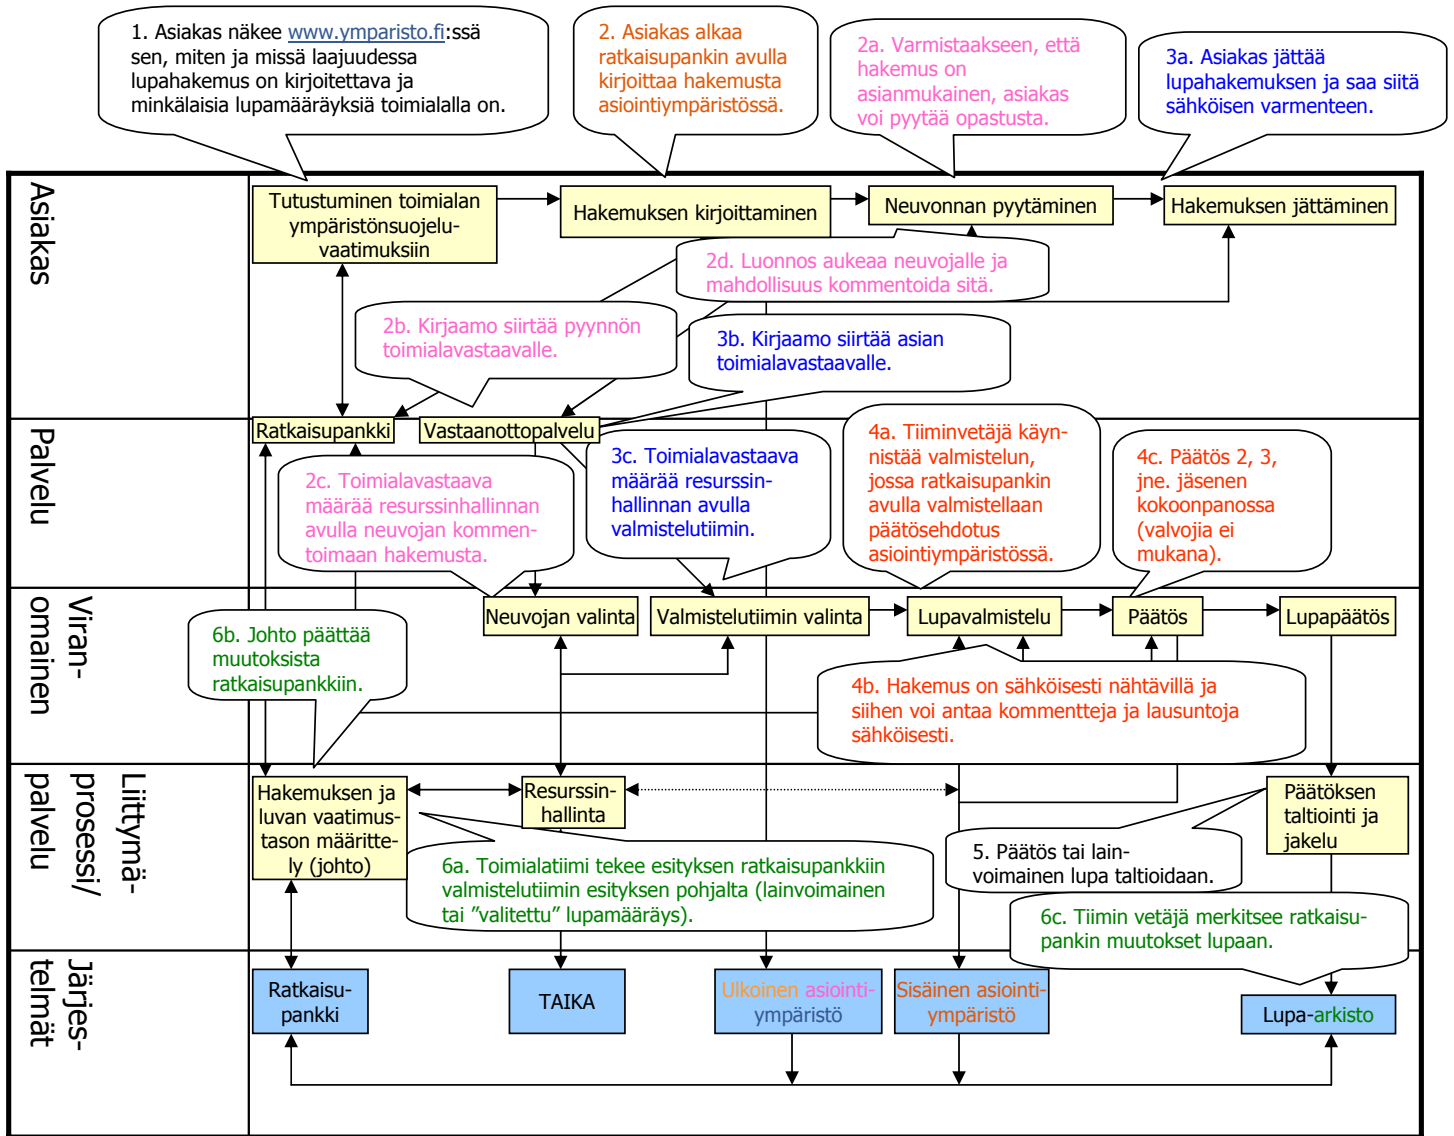 1. Asiakas näkee www.ymparisto.fi:ssä
sen, miten ja missä laajuudessa
lupahakemus on kirjoitettava ja
minkälaisia lupamääräyksiä toimialalla on.
2. Asiakas alkaa
ratkaisupankin avulla
kirjoittaa hakemusta
asiointiympäristössä.
2a. Varmistaakseen, että
hakemus on
asianmukainen, asiakas
voi pyytää opastusta.
3a. Asiakas jättää
lupahakemuksen ja saa siitä
sähköisen varmenteen.
Asiakas
Tutustuminen toimialan
ympäristönsuojelu-
vaatimuksiin
Hakemuksen kirjoittaminen
Neuvonnan pyytäminen
Hakemuksen jättäminen
2d. Luonnos aukeaa neuvojalle ja
mahdollisuus kommentoida sitä.
2b. Kirjaamo siirtää pyynnön
toimialavastaavalle.
3b. Kirjaamo siirtää asian
toimialavastaavalle.
Palvelu
Ratkaisupankki
Vastaanottopalvelu
2c. Toimialavastaava
määrää resurssinhallinnan
avulla neuvojan kommen-
toimaan hakemusta.
3c. Toimialavastaava
määrää resurssin-
hallinnan avulla
valmistelutiimin.
4a. Tiiminvetäjä käyn-
nistää valmistelun,
jossa ratkaisupankin
avulla valmistellaan
päätösehdotus
asiointiympäristössä.
4c. Päätös 2, 3,
jne. jäsenen
kokoonpanossa
(valvojia ei
mukana).
Viran-
omainen
Neuvojan valinta
Valmistelutiimin valinta
Lupavalmistelu
Päätös
Lupapäätös
6b. Johto päättää
muutoksista
ratkaisupankkiin.
4b. Hakemus on sähköisesti nähtävillä ja
siihen voi antaa kommentteja ja lausuntoja
sähköisesti.
Liittymä-
prosessi/
palvelu
Hakemuksen ja
luvan vaatimus-
tason määritte-
ly (johto)
Resurssin-
hallinta
Päätöksen
taltiointi ja
jakelu
6a. Toimialatiimi tekee esityksen ratkaisupankkiin
valmistelutiimin esityksen pohjalta (lainvoimainen
tai ”valitettu” lupamääräys).
5. Päätös tai lain-
voimainen lupa taltioidaan.
6c. Tiimin vetäjä merkitsee ratkaisu-
pankin muutokset lupaan.
Järjes-
telmät
Ratkaisu-
pankki
TAIKA
Ulkoinen asiointi-
ympäristö
Sisäinen asiointi-
ympäristö
Lupa-arkisto